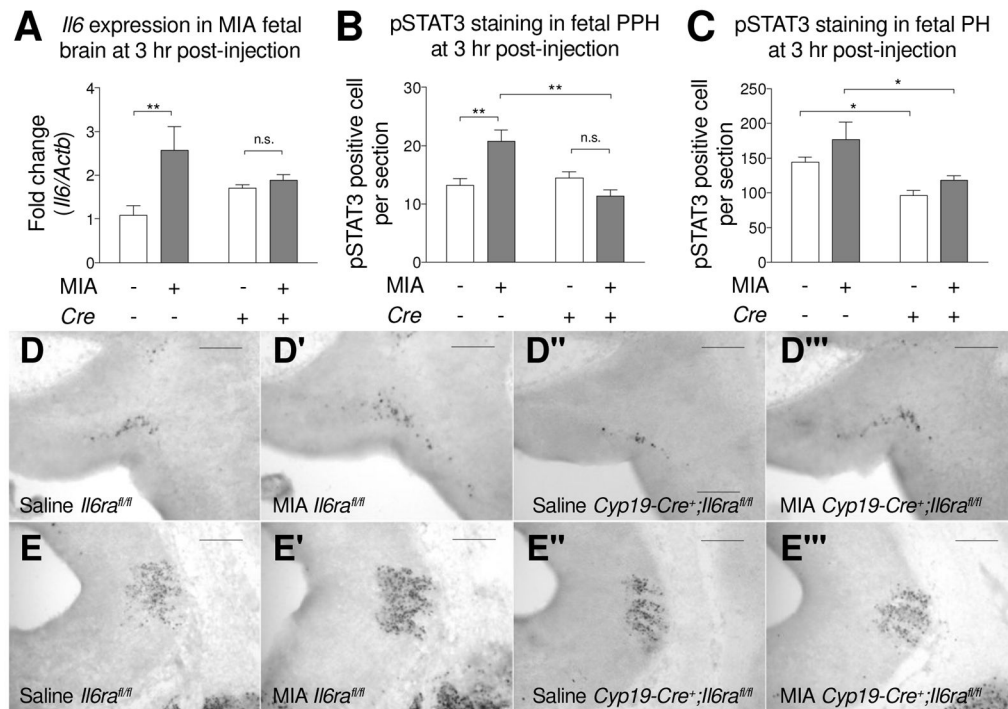 A
Il6 expression in MIA fetal
brain at 3 hr post-injection
Fold change
(Il6/Actb)
4
3
2
1
0
**
n.s.
MIA - + - +
Cre - - + +
B
pSTAT3 staining in fetal PPH
at 3 hr post-injection
pSTAT3 positive cell
per section
30
20
10
0
**
**
n.s.
MIA - + - +
Cre - - + +
C
pSTAT3 staining in fetal PH
at 3 hr post-injection
pSTAT3 positive cell
per section
250
200
150
100
50
0
*
*
MIA - + - +
Cre - - + +
D
Saline Il6rafl/fl
D'
MIA Il6rafl/fl
D''
Saline Cyp19-Cre+;Il6rafl/fl
D'''
MIA Cyp19-Cre+;Il6rafl/fl
E
Saline Il6rafl/fl
E'
MIA Il6rafl/fl
E''
Saline Cyp19-Cre+;Il6rafl/fl
E'''
MIA Cyp19-Cre+;Il6rafl/fl